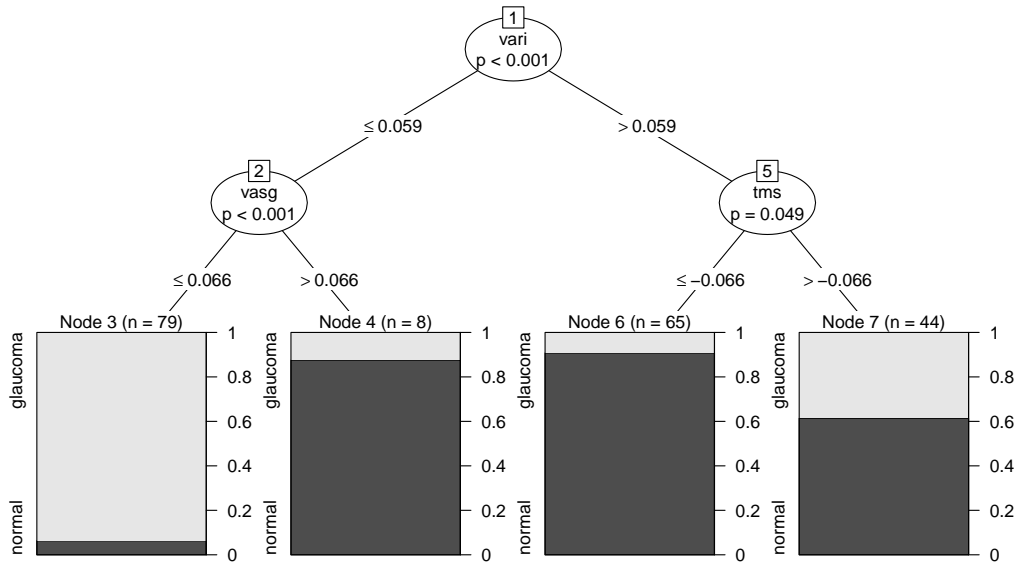 1
vari
p < 0.001
≤ 0.059
> 0.059
2
vasg
p < 0.001
5
tms
p = 0.049
≤ 0.066
> 0.066
≤ −0.066
> −0.066
Node 3 (n = 79)
glaucoma
normal
1
0.8
0.6
0.4
0.2
0
Node 4 (n = 8)
glaucoma
normal
1
0.8
0.6
0.4
0.2
0
Node 6 (n = 65)
glaucoma
normal
1
0.8
0.6
0.4
0.2
0
Node 7 (n = 44)
glaucoma
normal
1
0.8
0.6
0.4
0.2
0